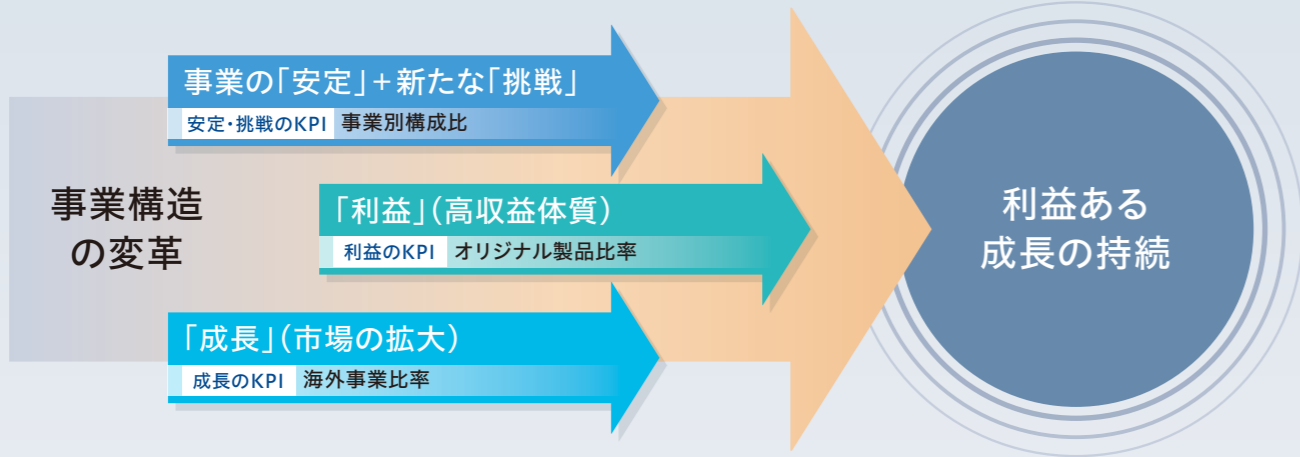 事業構造
の変革
事業の「安定」+新たな「挑戦」
安定・挑戦のKPI 事業別構成比
「利益」(高収益体質)
利益のKPI オリジナル製品比率
「成長」(市場の拡大)
成長のKPI 海外事業比率
利益ある
成長の持続